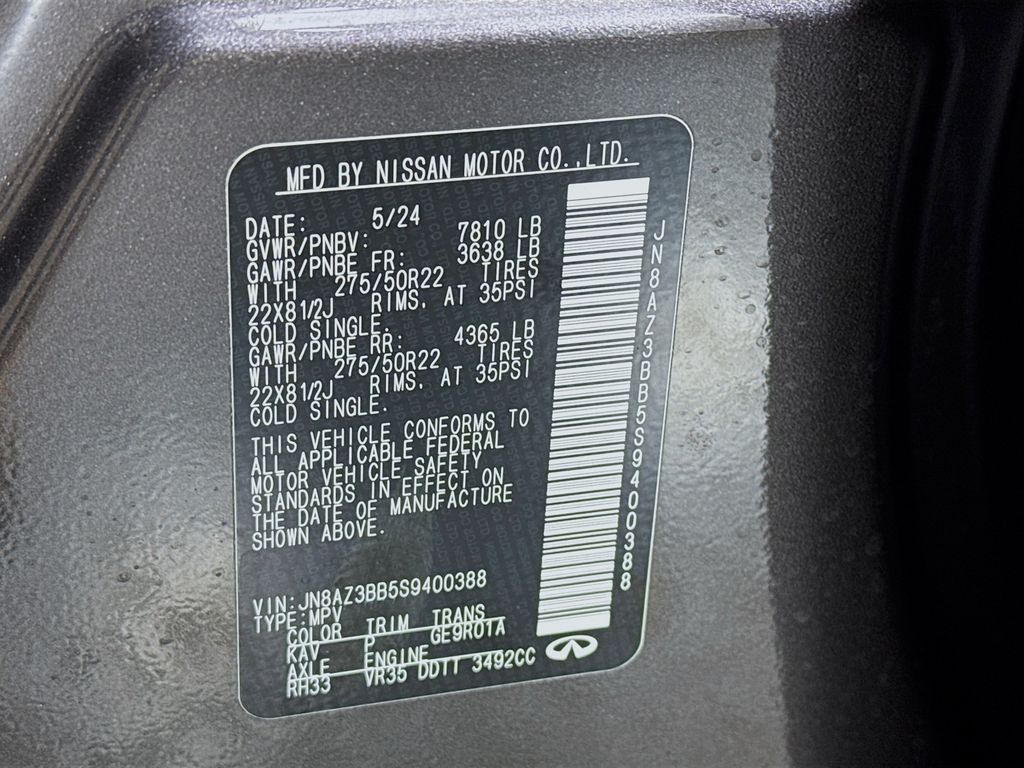 MFD BY NISSAN MOTOR CO.,LTD.
DATE: 5/24
GVWR/PNBV: 7810 LB
GAWR/PNBE FR: 3638 LB
WITH 275/50R22 TIRES
22X8 1/2J RIMS, AT 35PSI
COLD SINGLE.
GAWR/PNBE RR: 4365 LB
WITH 275/50R22 TIRES
22X8 1/2J RIMS, AT 35PSI
COLD SINGLE.
THIS VEHICLE CONFORMS TO
ALL APPLICABLE FEDERAL
MOTOR VEHICLE SAFETY
STANDARDS IN EFFECT ON
THE DATE OF MANUFACTURE
SHOWN ABOVE.
VIN:JN8AZ3BB5S9400388
TYPE:MPV
COLOR TRIM TRANS
KAV P GE9R01A
AXLE ENGINE
RH33 VR35 DDTT 3492CC
JN8AZ3BB5S9400388